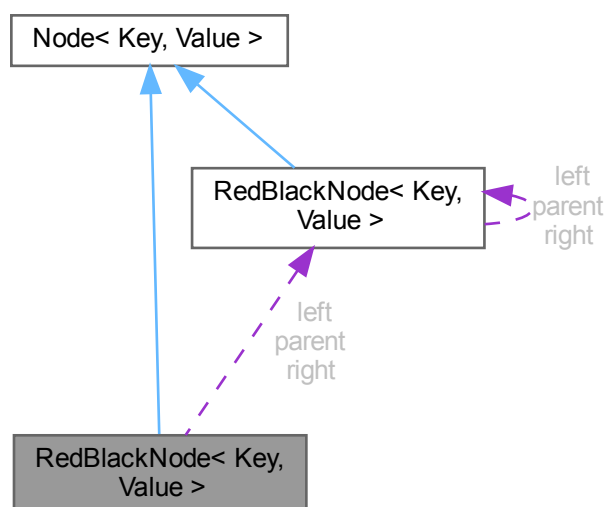 Node< Key, Value >
RedBlackNode< Key,
Value >
left
parent
right
left
parent
right
RedBlackNode< Key,
Value >